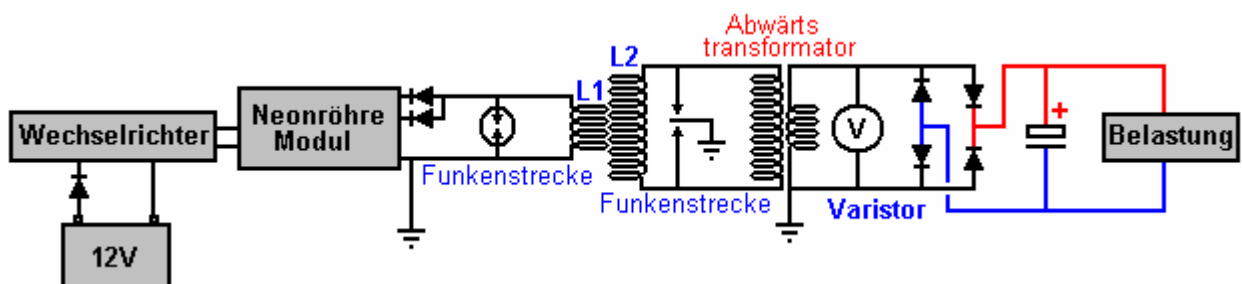 Abwärts
transformator
L2
L1
Neonröhre
Modul
Wechselrichter
V
+
Belastung
Funkenstrecke
Funkenstrecke
Varistor
12V